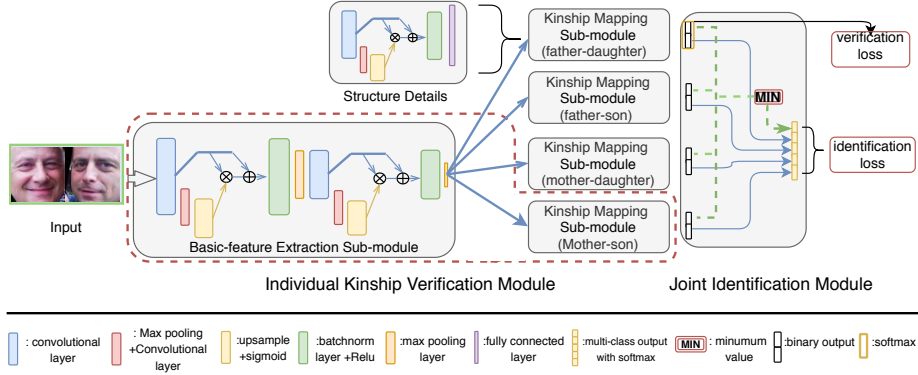 Kinship Mapping
Sub-module
(father-daughter)
Structure Details
Kinship Mapping
Sub-module
(father-son)
Kinship Mapping
Sub-module
(mother-daughter)
Kinship Mapping
Sub-module
(Mother-son)
verification
loss
MIN
identification
loss
Input
Basic-feature Extraction Sub-module
Individual Kinship Verification Module
Joint Identification Module
: convolutional
layer
: Max pooling
+Convolutional
layer
:upsample
+sigmoid
:batchnorm
layer +Relu
:max pooling
layer
:fully connected
layer
:multi-class output
with softmax
MIN
: minumum
value
:binary output
:softmax